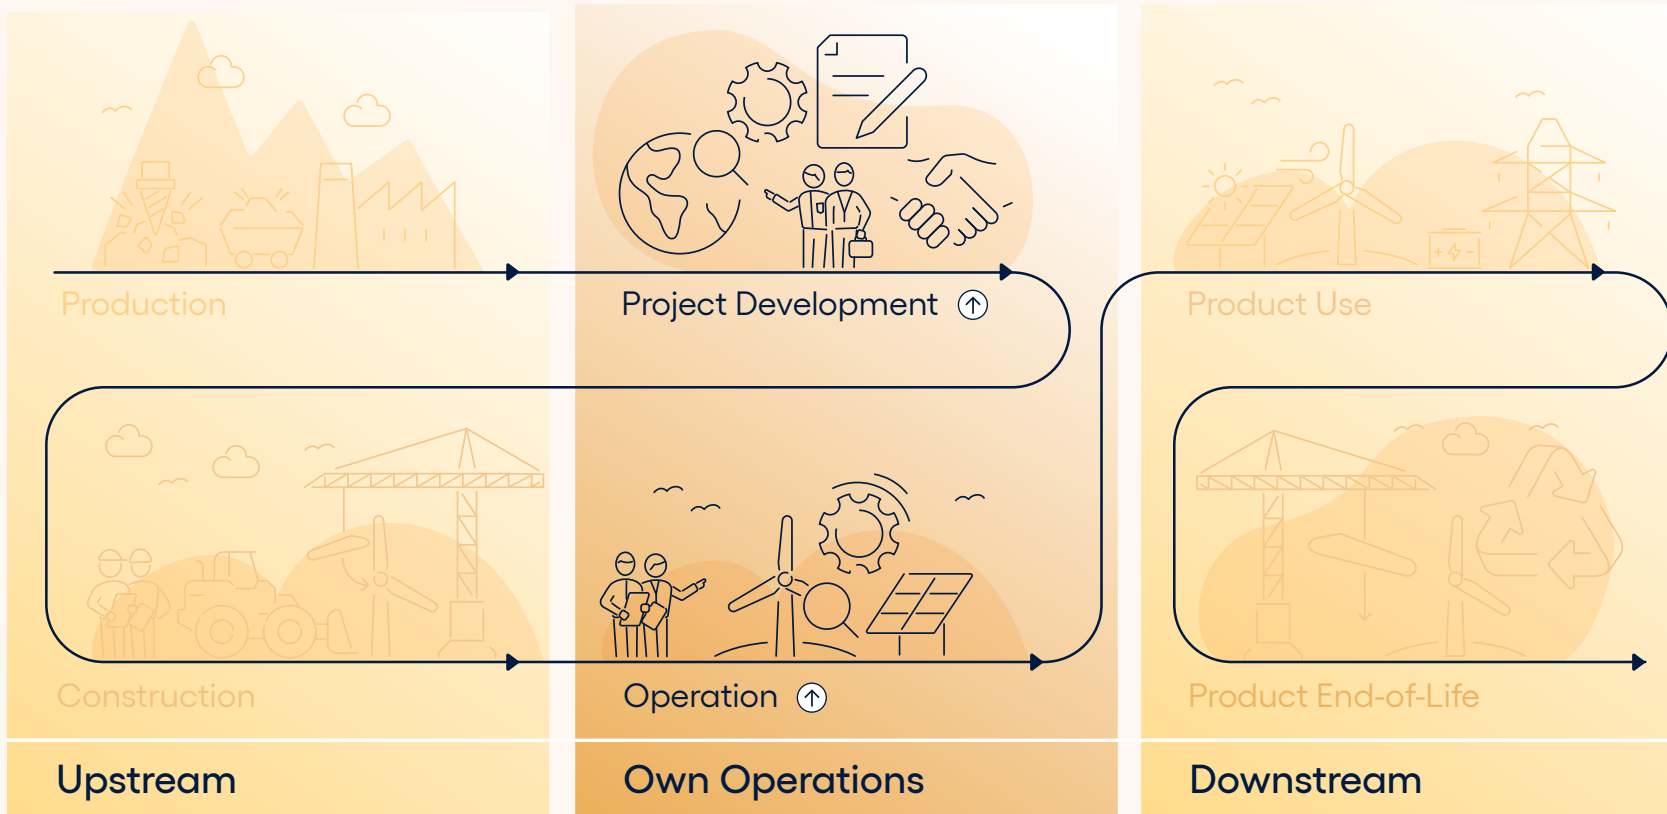 Production
Project Development
Product Use
Construction
Operation
Product End-of-Life
Upstream
Own Operations
Downstream